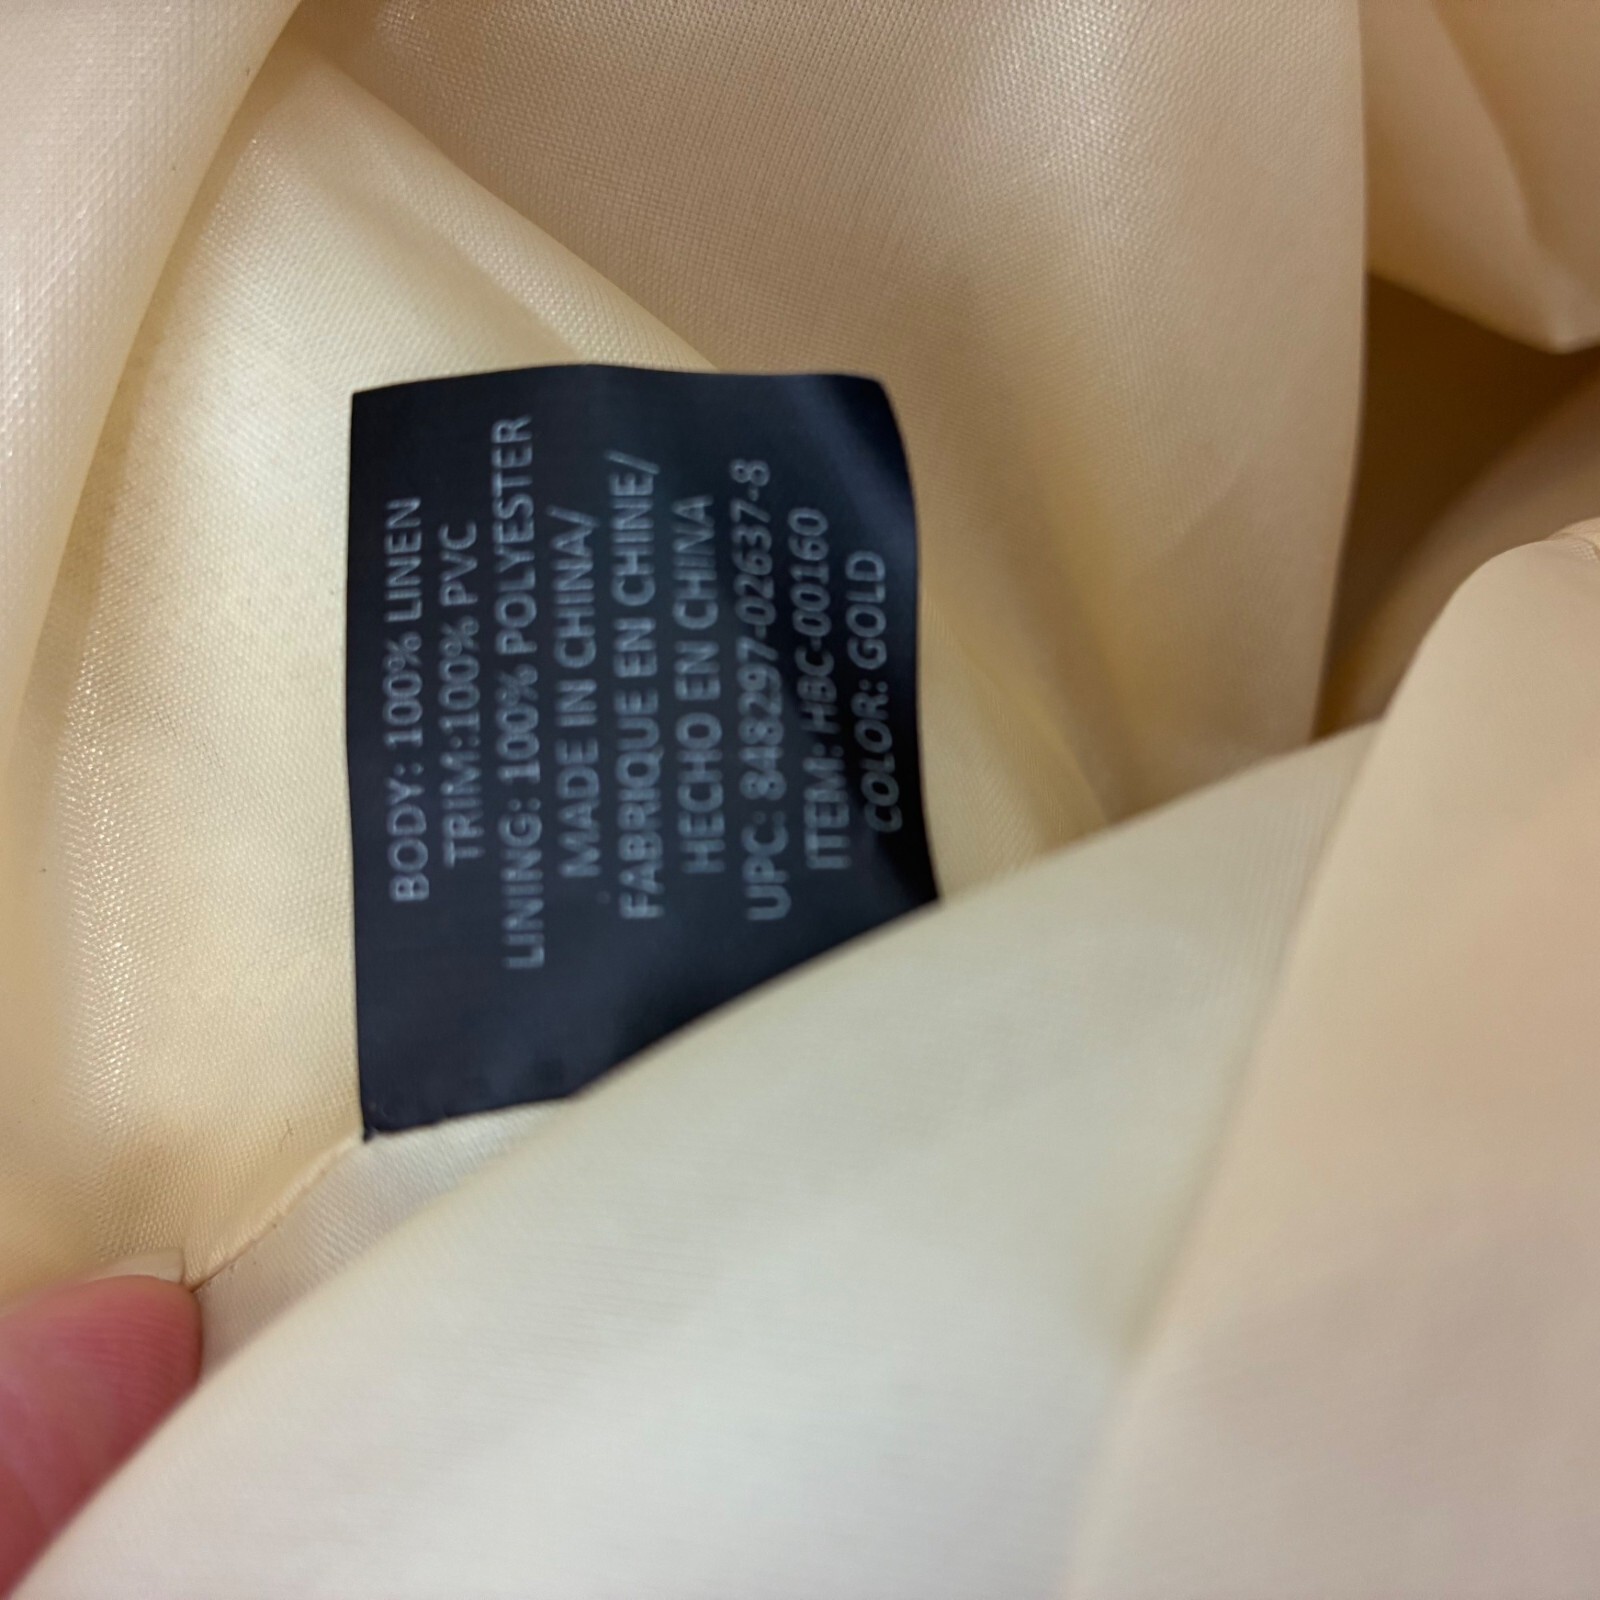 BODY: 100% LINEN
TRIM:100% PVC
LINING: 100% POLYESTER
MADE IN CHINA/
FABRIQUE EN CHINE/
HECHO EN CHINA
UPC: 848297-02637-8
ITEM: HBC-00160
COLOR: GOLD